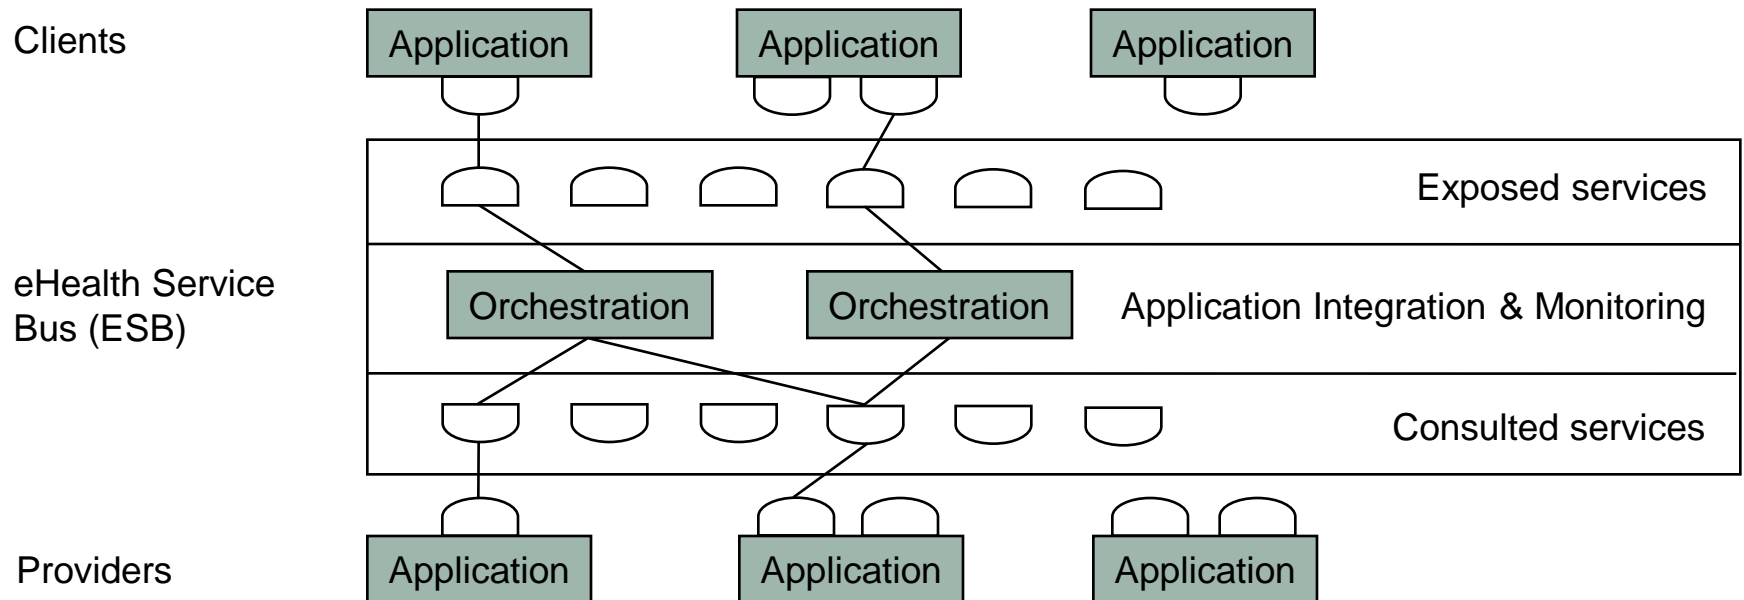 Clients
Application
Application
Application
Exposed services
eHealth Service
Bus (ESB)
Orchestration
Orchestration
Application Integration & Monitoring
Consulted services
Providers
Application
Application
Application